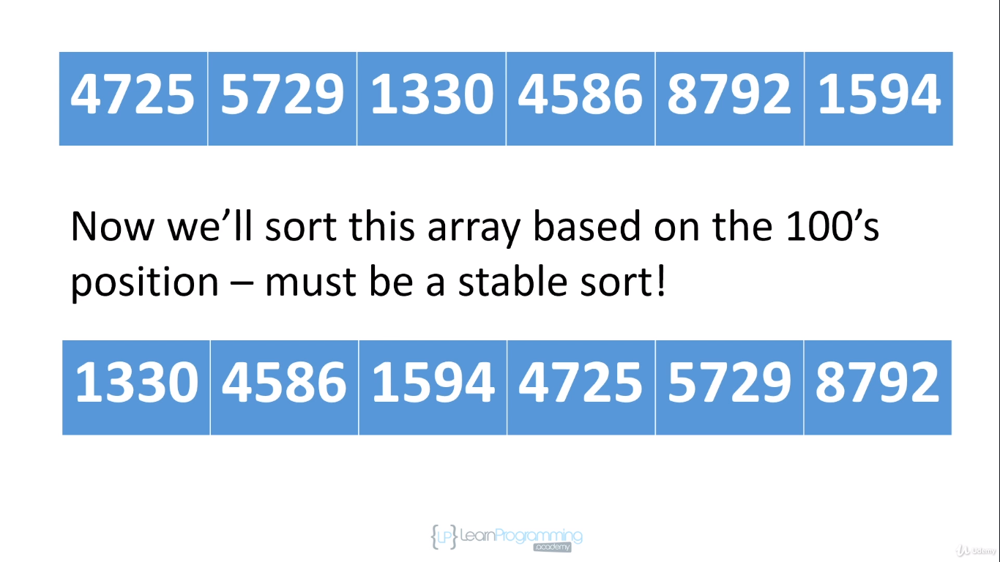 4725 5729 1330 4586 8792 1594
Now we’ll sort this array based on the 100’s
position – must be a stable sort!
1330 4586 1594 4725 5729 8792
{LP} LearnProgramming
.academy
Udemy